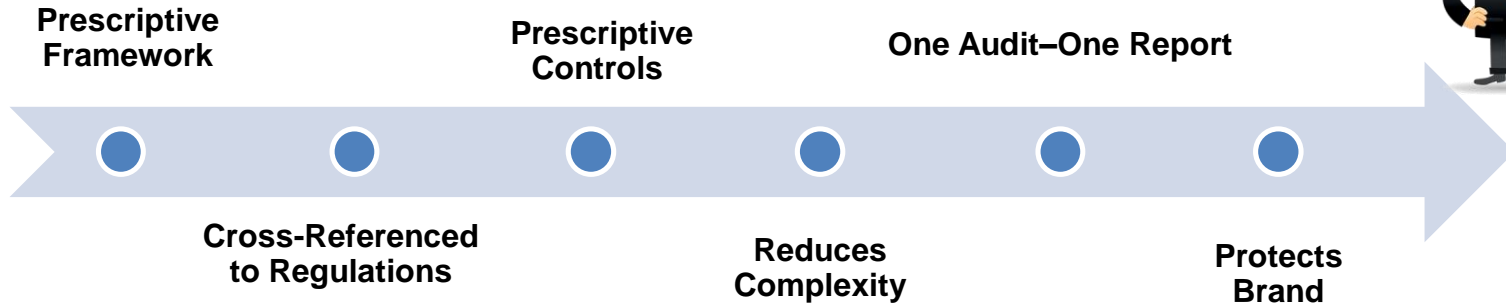 Prescriptive
Framework
Cross-Referenced
to Regulations
Prescriptive
Controls
Reduces
Complexity
One Audit–One Report
Protects
Brand